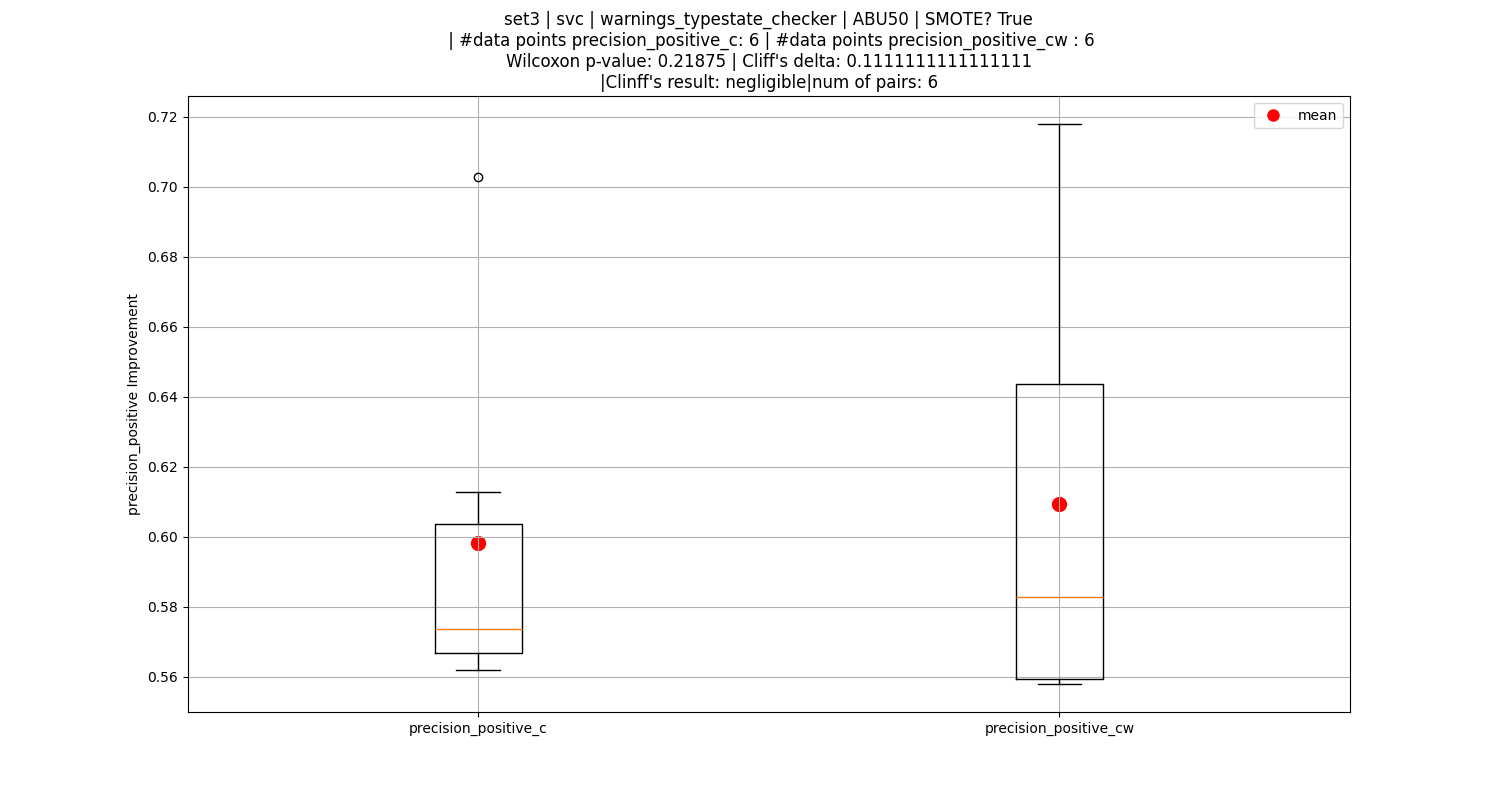 set3 | svc | warnings_typestate_checker | ABU50 | SMOTE? True
| #data points precision_positive_c: 6 | #data points precision_positive_cw : 6
Wilcoxon p-value: 0.21875 | Cliff's delta: 0.1111111111111111
|Clinff's result: negligible|num of pairs: 6
mean
0.72
0.70
0.68
0.66
0.64
0.62
0.60
0.58
0.56
precision_positive Improvement
precision_positive_c
precision_positive_cw